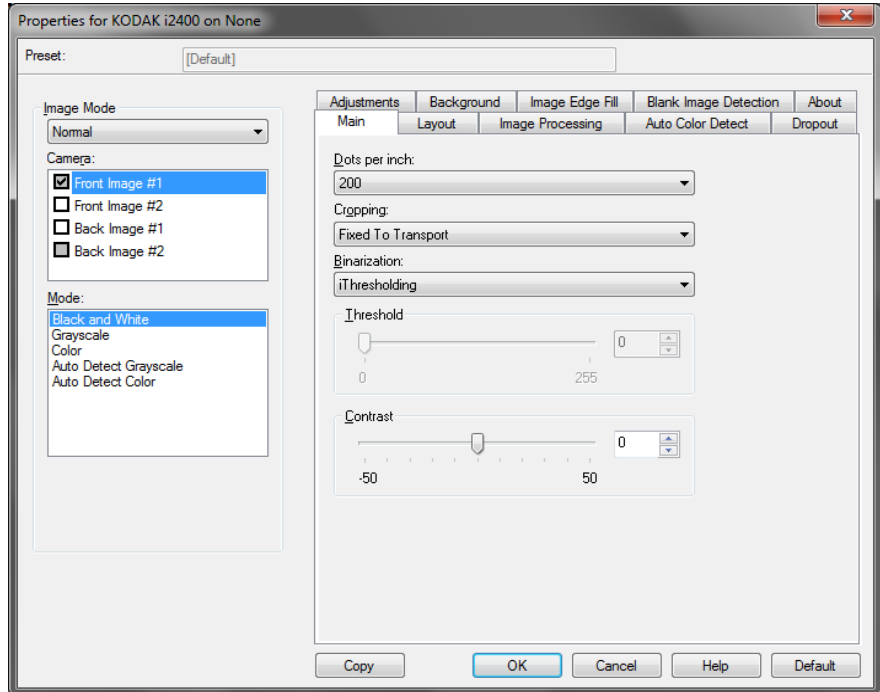 Properties for KODAK i2400 on None
Preset:
[Default]
Image Mode
Normal
Camera:
Front Image #1
Front Image #2
Back Image #1
Back Image #2
Mode:
Black and White
Grayscale
Color
Auto Detect Grayscale
Auto Detect Color
Adjustments Background Image Edge Fill Blank Image Detection About
Main Layout Image Processing Auto Color Detect Dropout
Dots per inch:
200
Cropping:
Fixed To Transport
Binarization:
iThresholding
Threshold
0
0 255
Contrast
0
-50 50
Copy OK Cancel Help Default